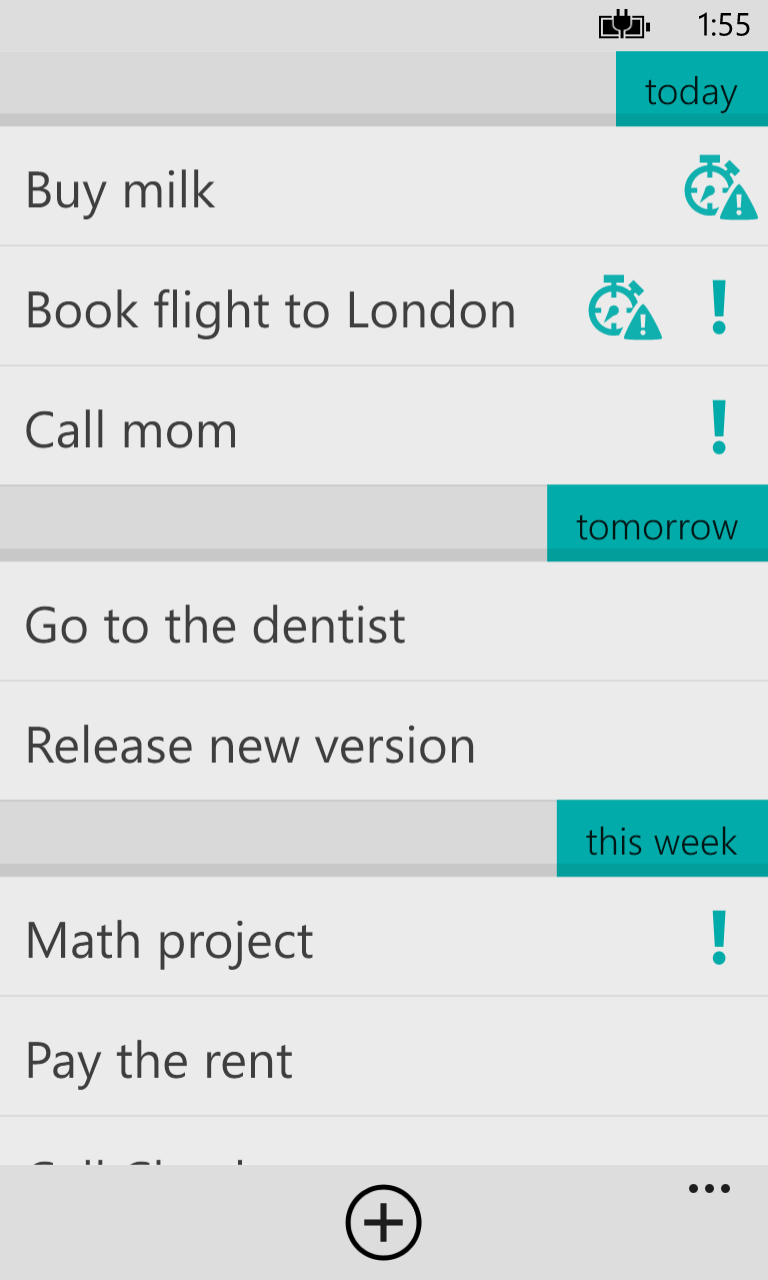 1:55
today
Buy milk
Book flight to London
Call mom
tomorrow
Go to the dentist
Release new version
this week
Math project
Pay the rent